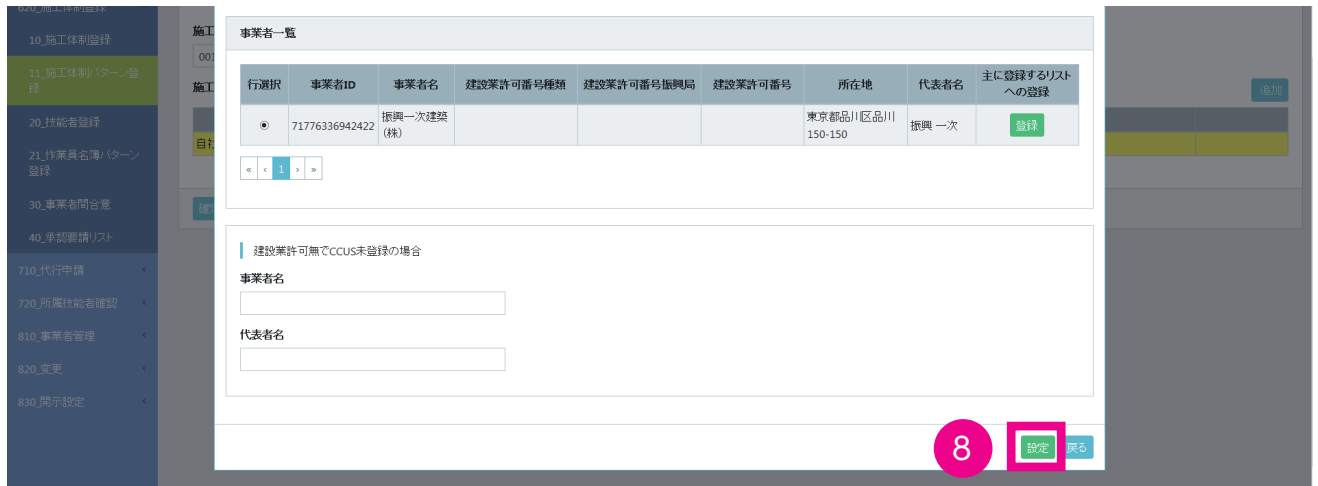 620_施工体制登録
10_施工体制登録
11_施工体制パターン登
録
20_技能者登録
21_作業員名簿パターン
登録
30_事業者間合意
40_承認要請リスト
710_代行申請
720_所属技能者確認
810_事業者管理
820_変更
830_開示設定
施工
001
施工
自社
追加
事業者一覧
行選択 事業者ID 事業者名 建設業許可番号種類 建設業許可番号振興局 建設業許可番号 所在地 代表者名 主に登録するリスト
への登録
71776336942422 振興一次建築
(株) 東京都品川区品川
150-150 振興 一次 登録
« ‹ 1 › »
建設業許可無でCCUS未登録の場合
事業者名
代表者名
8 設定 戻る